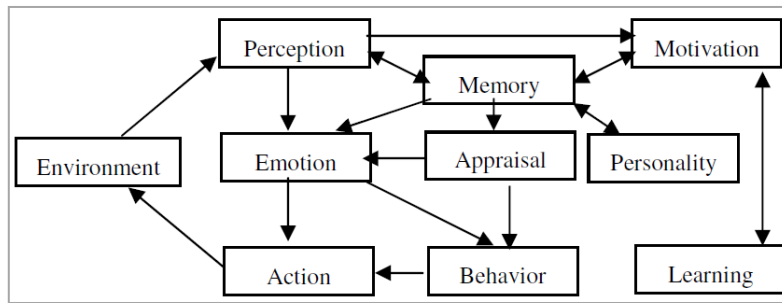 Perception
Motivation
Memory
Environment
Emotion
Appraisal
Personality
Action
Behavior
Learning